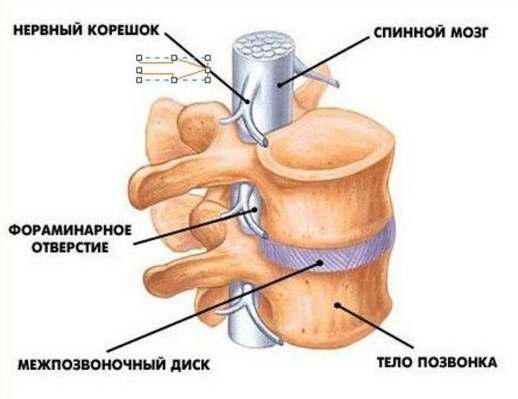 НЕРВНЫЙ КОРЕШОК
СПИННОЙ МОЗГ
ФОРАМИНАРНОЕ
ОТВЕРСТИЕ
МЕЖПОЗВОНОЧНЫЙ ДИСК
ТЕЛО ПОЗВОНКА